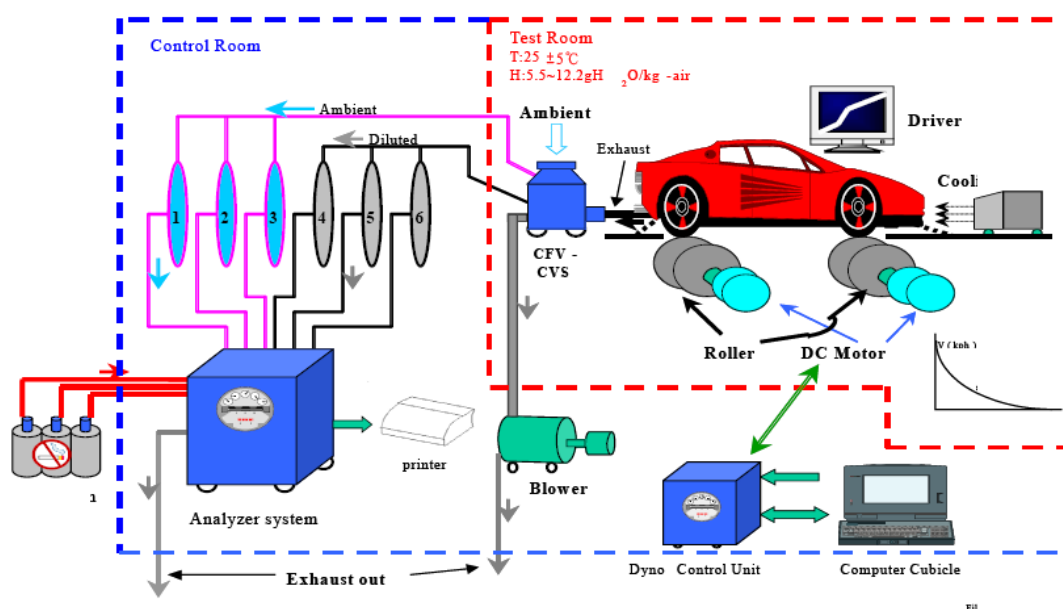 Control Room
Test Room
T:25 ±5℃
H:5.5~12.2gH ₂O/kg -air
Ambient
Diluted
Ambient
Exhaust
Driver
Cooli
1
2
3
4
5
6
CFV -
CVS
Roller
DC Motor
V ( kph )
printer
Blower
Analyzer system
Exhaust out
Dyno Control Unit
Computer Cubicle